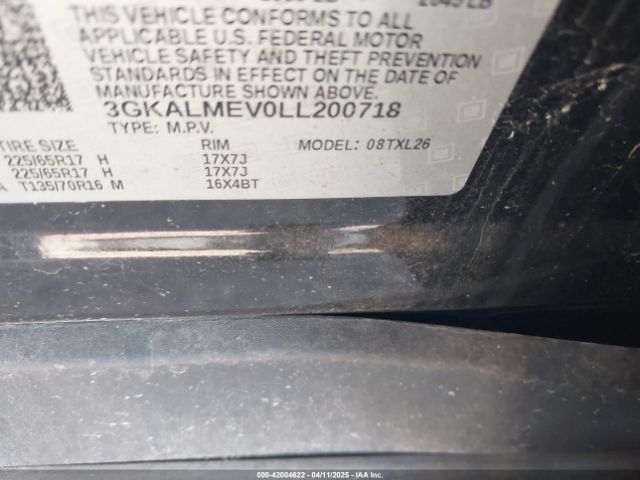 THIS VEHICLE CONFORMS TO ALL
APPLICABLE U.S. FEDERAL MOTOR
VEHICLE SAFETY AND THEFT PREVENTION
STANDARDS IN EFFECT ON THE DATE OF
MANUFACTURE SHOWN ABOVE.
3GKALMEV0LL200718
TYPE: M.P.V. MODEL: 08TXL26
TIRE SIZE RIM
225/65R17 H 17X7J
225/65R17 H 17X7J
T135/70R16 M 16X4BT
000-42004622 - 04/11/2025 - IAA Inc.